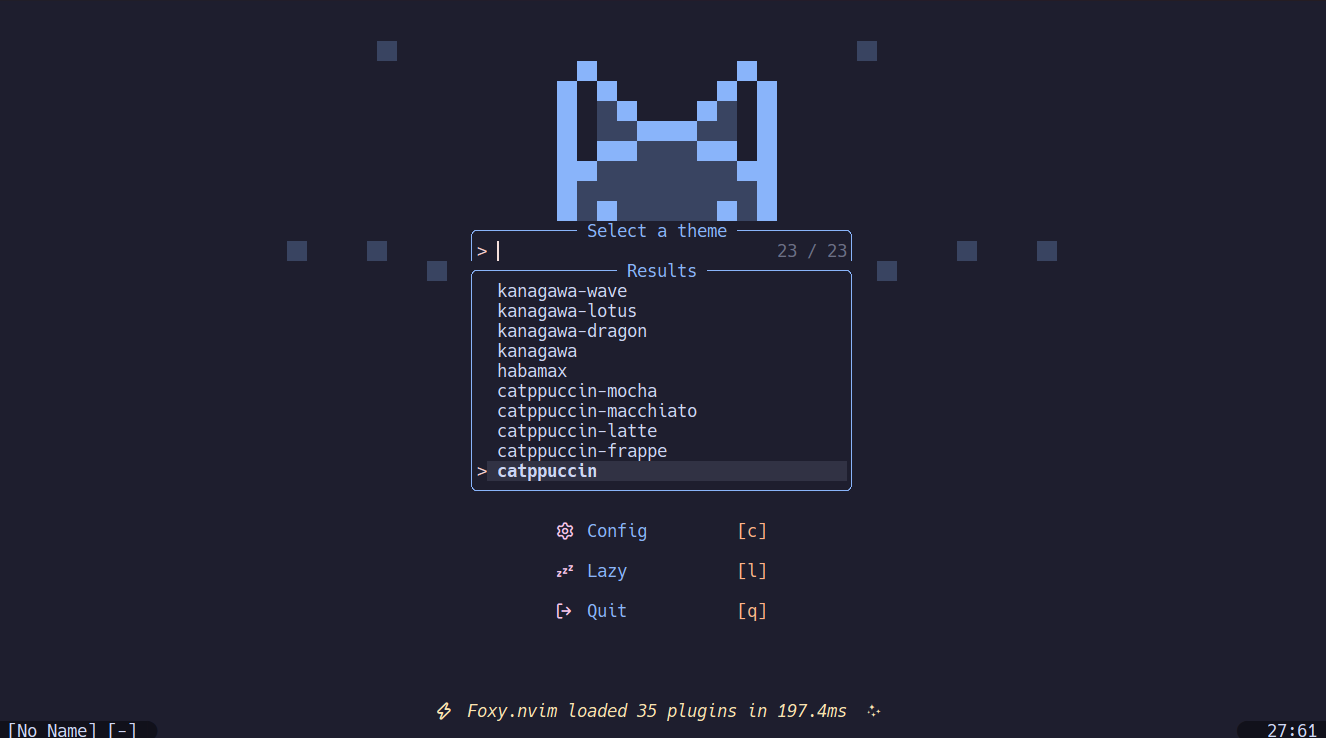 Select a theme
> 23 / 23
Results
kanagawa-wave
kanagawa-lotus
kanagawa-dragon
kanagawa
habamax
catppuccin-mocha
catppuccin-macchiato
catppuccin-latte
catppuccin-frappe
> catppuccin
Config [c]
zzz Lazy [l]
Quit [q]
Foxy.nvim loaded 35 plugins in 197.4ms
[No Name] [-] 27:61